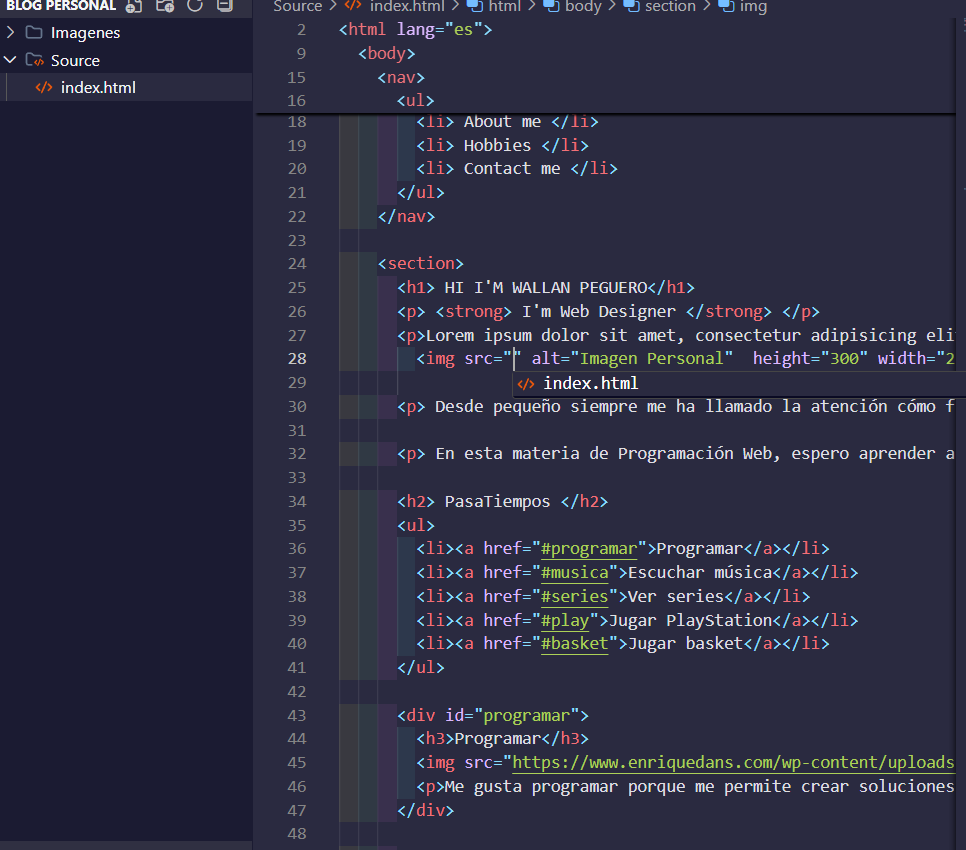 BLOG PERSONAL
Imagenes
Source
index.html
Source > index.html > html > body > section > img
2 <html lang="es">
9 <body>
15 <nav>
16 <ul>
18 <li> About me </li>
19 <li> Hobbies </li>
20 <li> Contact me </li>
21 </ul>
22 </nav>
23
24 <section>
25 <h1> HI I'M WALLAN PEGUERO</h1>
26 <p> <strong> I'm Web Designer </strong> </p>
27 <p>Lorem ipsum dolor sit amet, consectetur adipisicing eli
28 <img src="" alt="Imagen Personal"  height="300" width="2
index.html
29
30 <p> Desde pequeño siempre me ha llamado la atención cómo f
31
32 <p> En esta materia de Programación Web, espero aprender a
33
34 <h2> PasaTiempos </h2>
35 <ul>
36 <li><a href="#programar">Programar</a></li>
37 <li><a href="#musica">Escuchar música</a></li>
38 <li><a href="#series">Ver series</a></li>
39 <li><a href="#play">Jugar PlayStation</a></li>
40 <li><a href="#basket">Jugar basket</a></li>
41 </ul>
42
43 <div id="programar">
44 <h3>Programar</h3>
45 <img src="https://www.enriquedans.com/wp-content/uploads
46 <p>Me gusta programar porque me permite crear soluciones
47 </div>
48